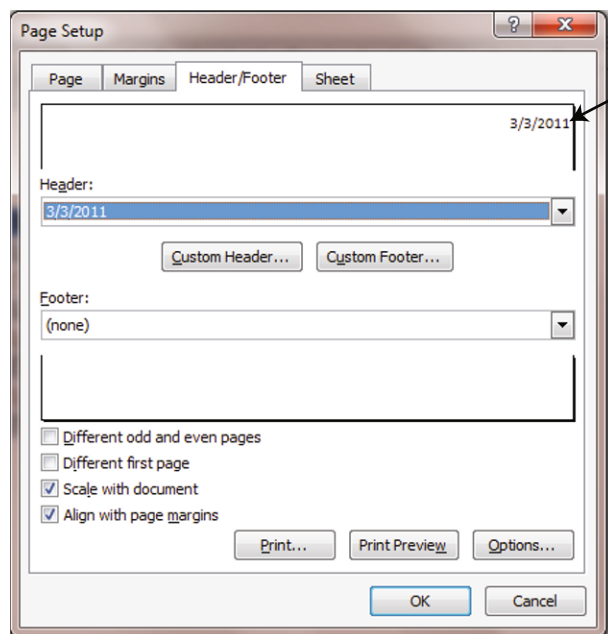 Page Setup
Page Margins Header/Footer Sheet
3/3/2011
Header:
3/3/2011
Custom Header... Custom Footer...
Footer:
(none)
Different odd and even pages
Different first page
Scale with document
Align with page margins
Print... Print Preview Options...
OK Cancel